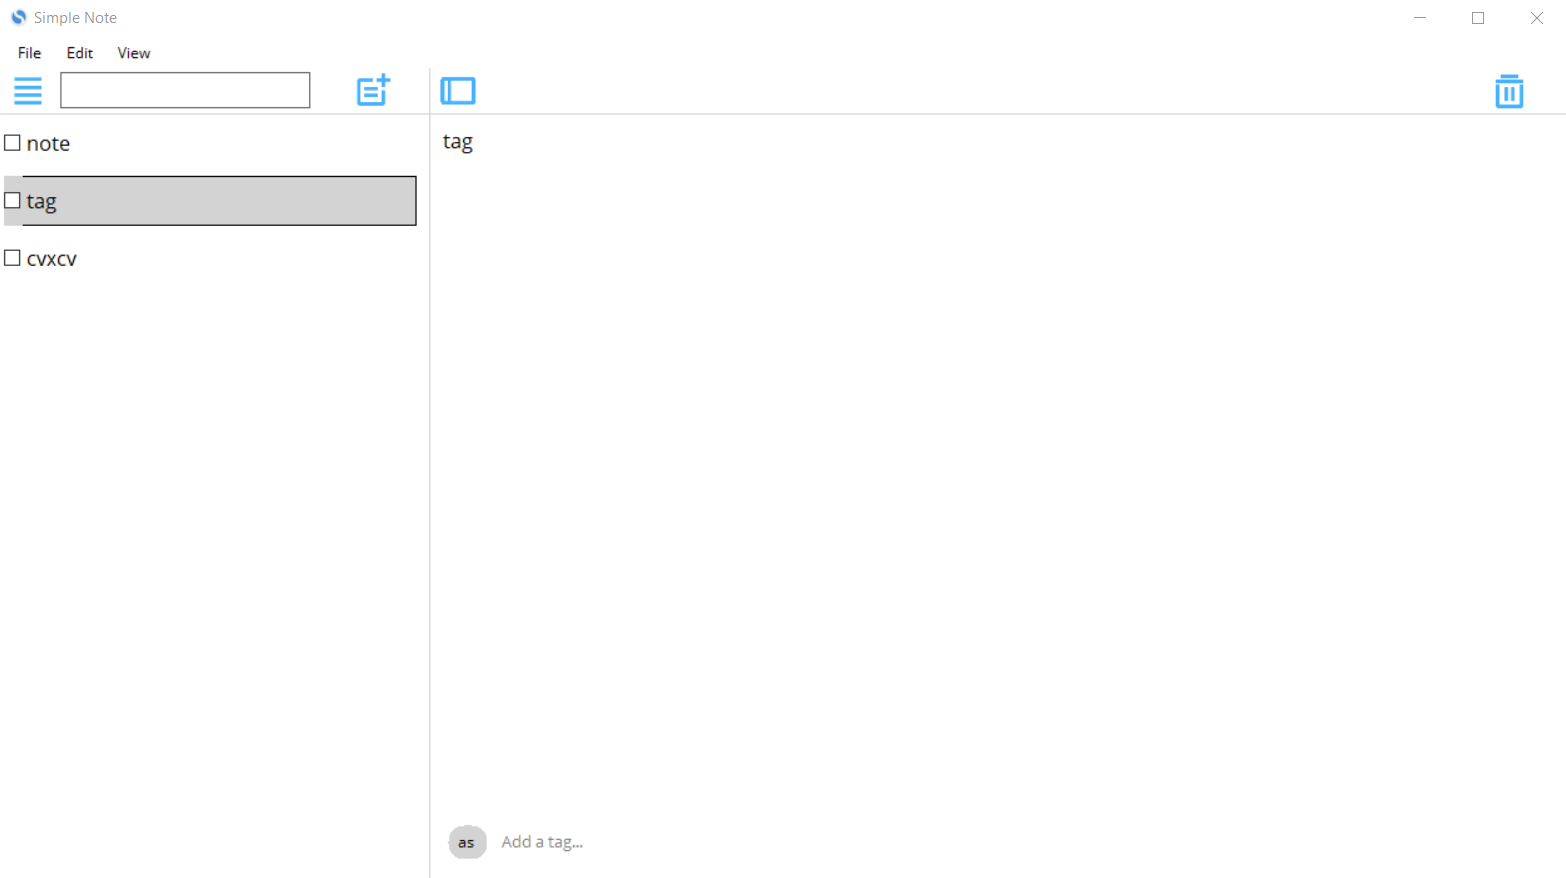 Simple Note
File Edit View
note
tag
cvxcv
tag
as Add a tag...